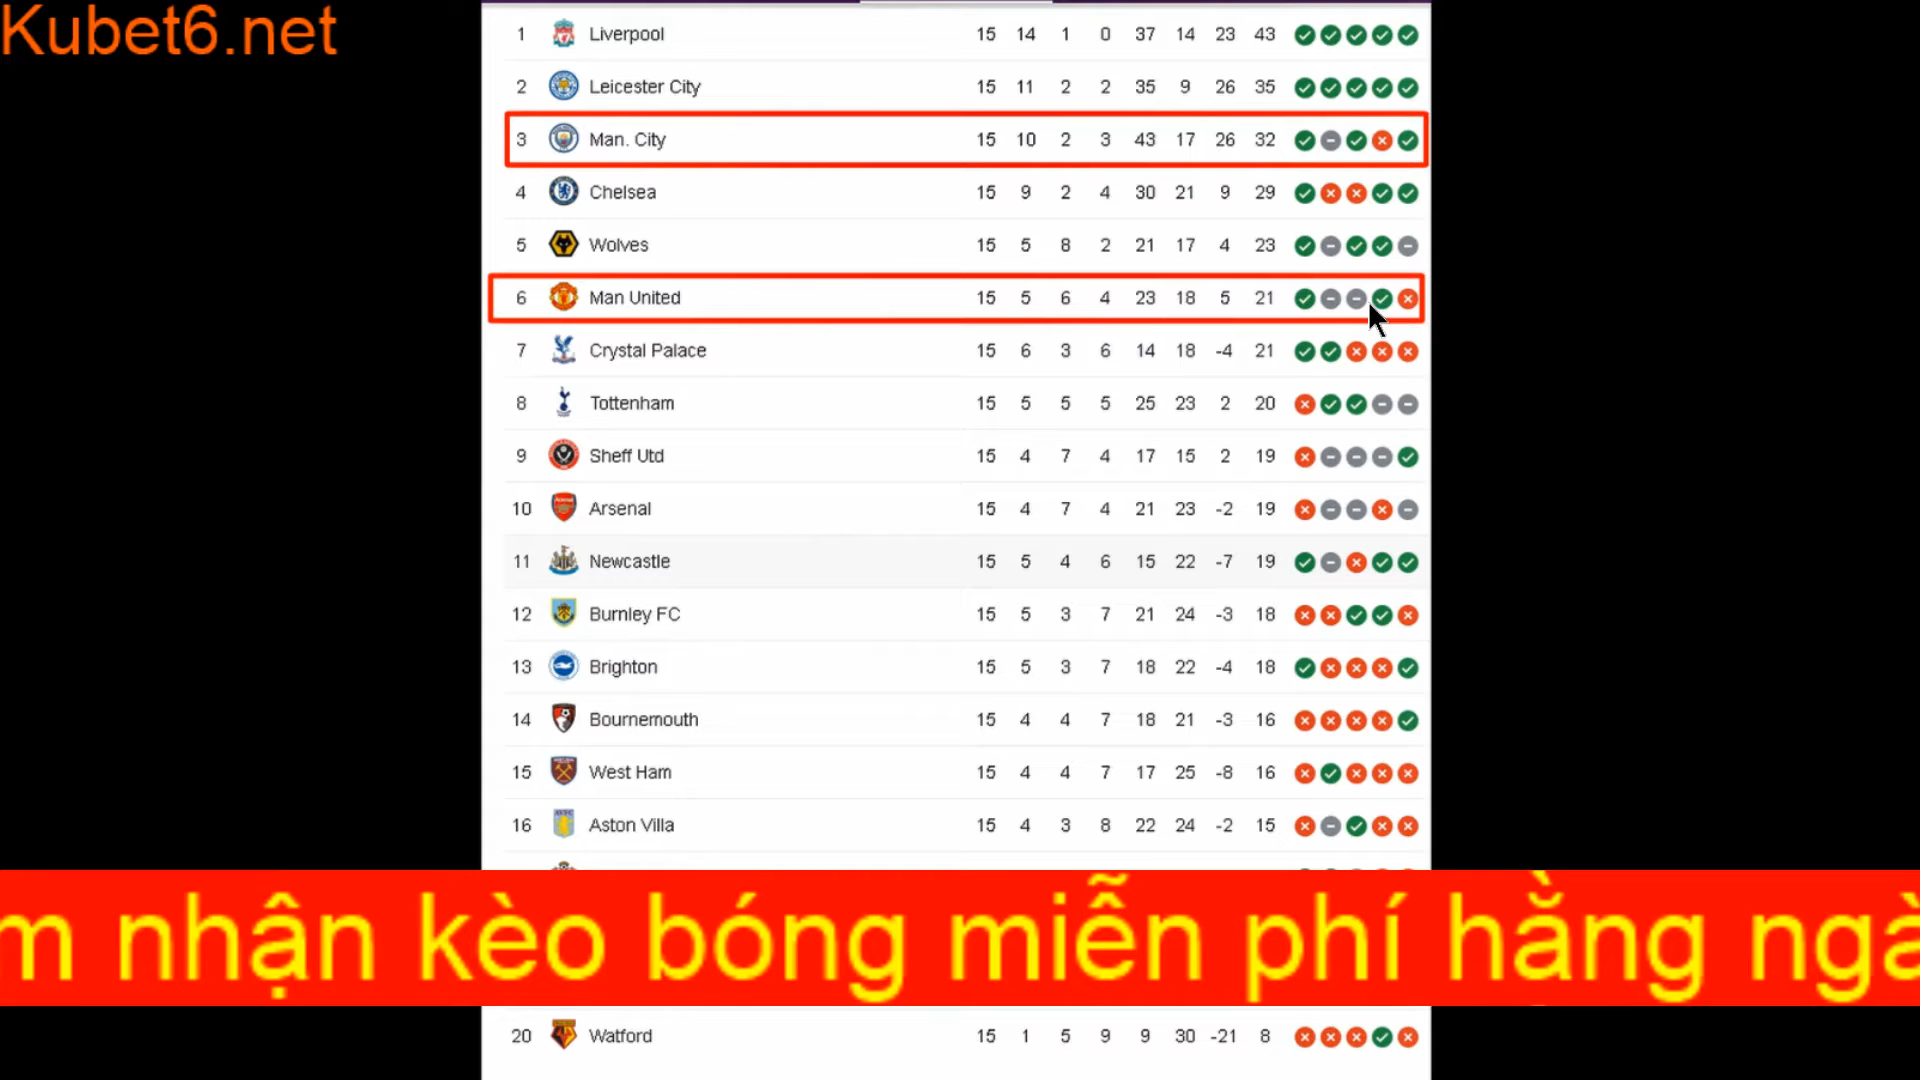 Kubet6.net
1 Liverpool 15 14 1 0 37 14 23 43
2 Leicester City 15 11 2 2 35 9 26 35
3 Man. City 15 10 2 3 43 17 26 32
4 Chelsea 15 9 2 4 30 21 9 29
5 Wolves 15 5 8 2 21 17 4 23
6 Man United 15 5 6 4 23 18 5 21
7 Crystal Palace 15 6 3 6 14 18 -4 21
8 Tottenham 15 5 5 5 25 23 2 20
9 Sheff Utd 15 4 7 4 17 15 2 19
10 Arsenal 15 4 7 4 21 23 -2 19
11 Newcastle 15 5 4 6 15 22 -7 19
12 Burnley FC 15 5 3 7 21 24 -3 18
13 Brighton 15 5 3 7 18 22 -4 18
14 Bournemouth 15 4 4 7 18 21 -3 16
15 West Ham 15 4 4 7 17 25 -8 16
16 Aston Villa 15 4 3 8 22 24 -2 15
m nhận kèo bóng miễn phí hằng ngà
20 Watford 15 1 5 9 9 30 -21 8